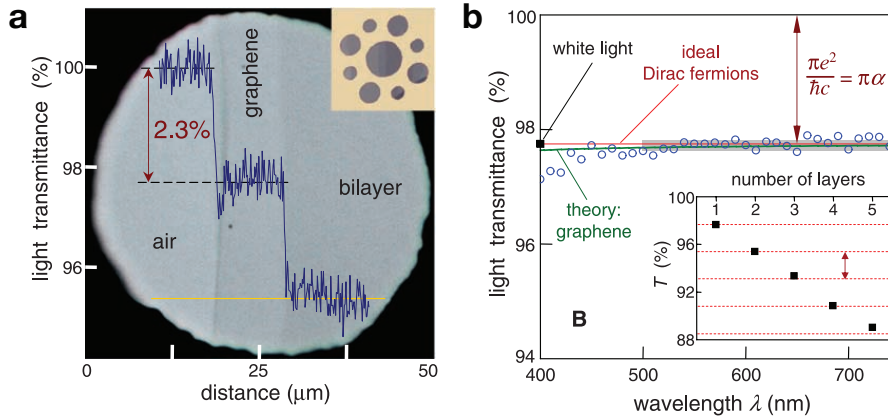 a
light transmittance (%)
100
98
96
2.3%
air
graphene
bilayer
0
25
50
distance (μm)
b
light transmittance (%)
100
98
96
94
white light
ideal
Dirac fermions
πe²/ħc = πα
theory:
graphene
B
number of layers
1 2 3 4 5
T (%)
100
96
92
88
400 500 600 700
wavelength λ (nm)